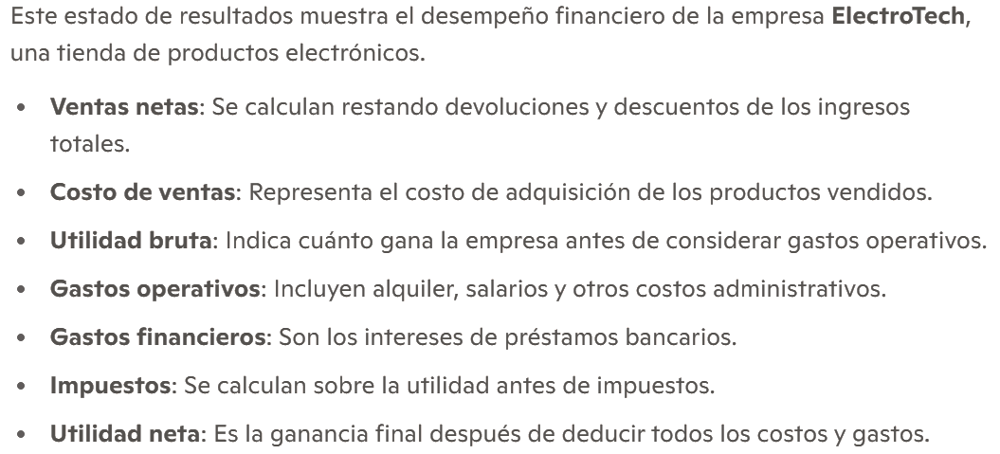 Este estado de resultados muestra el desempeño financiero de la empresa ElectroTech,
una tienda de productos electrónicos.
• Ventas netas: Se calculan restando devoluciones y descuentos de los ingresos
totales.
• Costo de ventas: Representa el costo de adquisición de los productos vendidos.
• Utilidad bruta: Indica cuánto gana la empresa antes de considerar gastos operativos.
• Gastos operativos: Incluyen alquiler, salarios y otros costos administrativos.
• Gastos financieros: Son los intereses de préstamos bancarios.
• Impuestos: Se calculan sobre la utilidad antes de impuestos.
• Utilidad neta: Es la ganancia final después de deducir todos los costos y gastos.